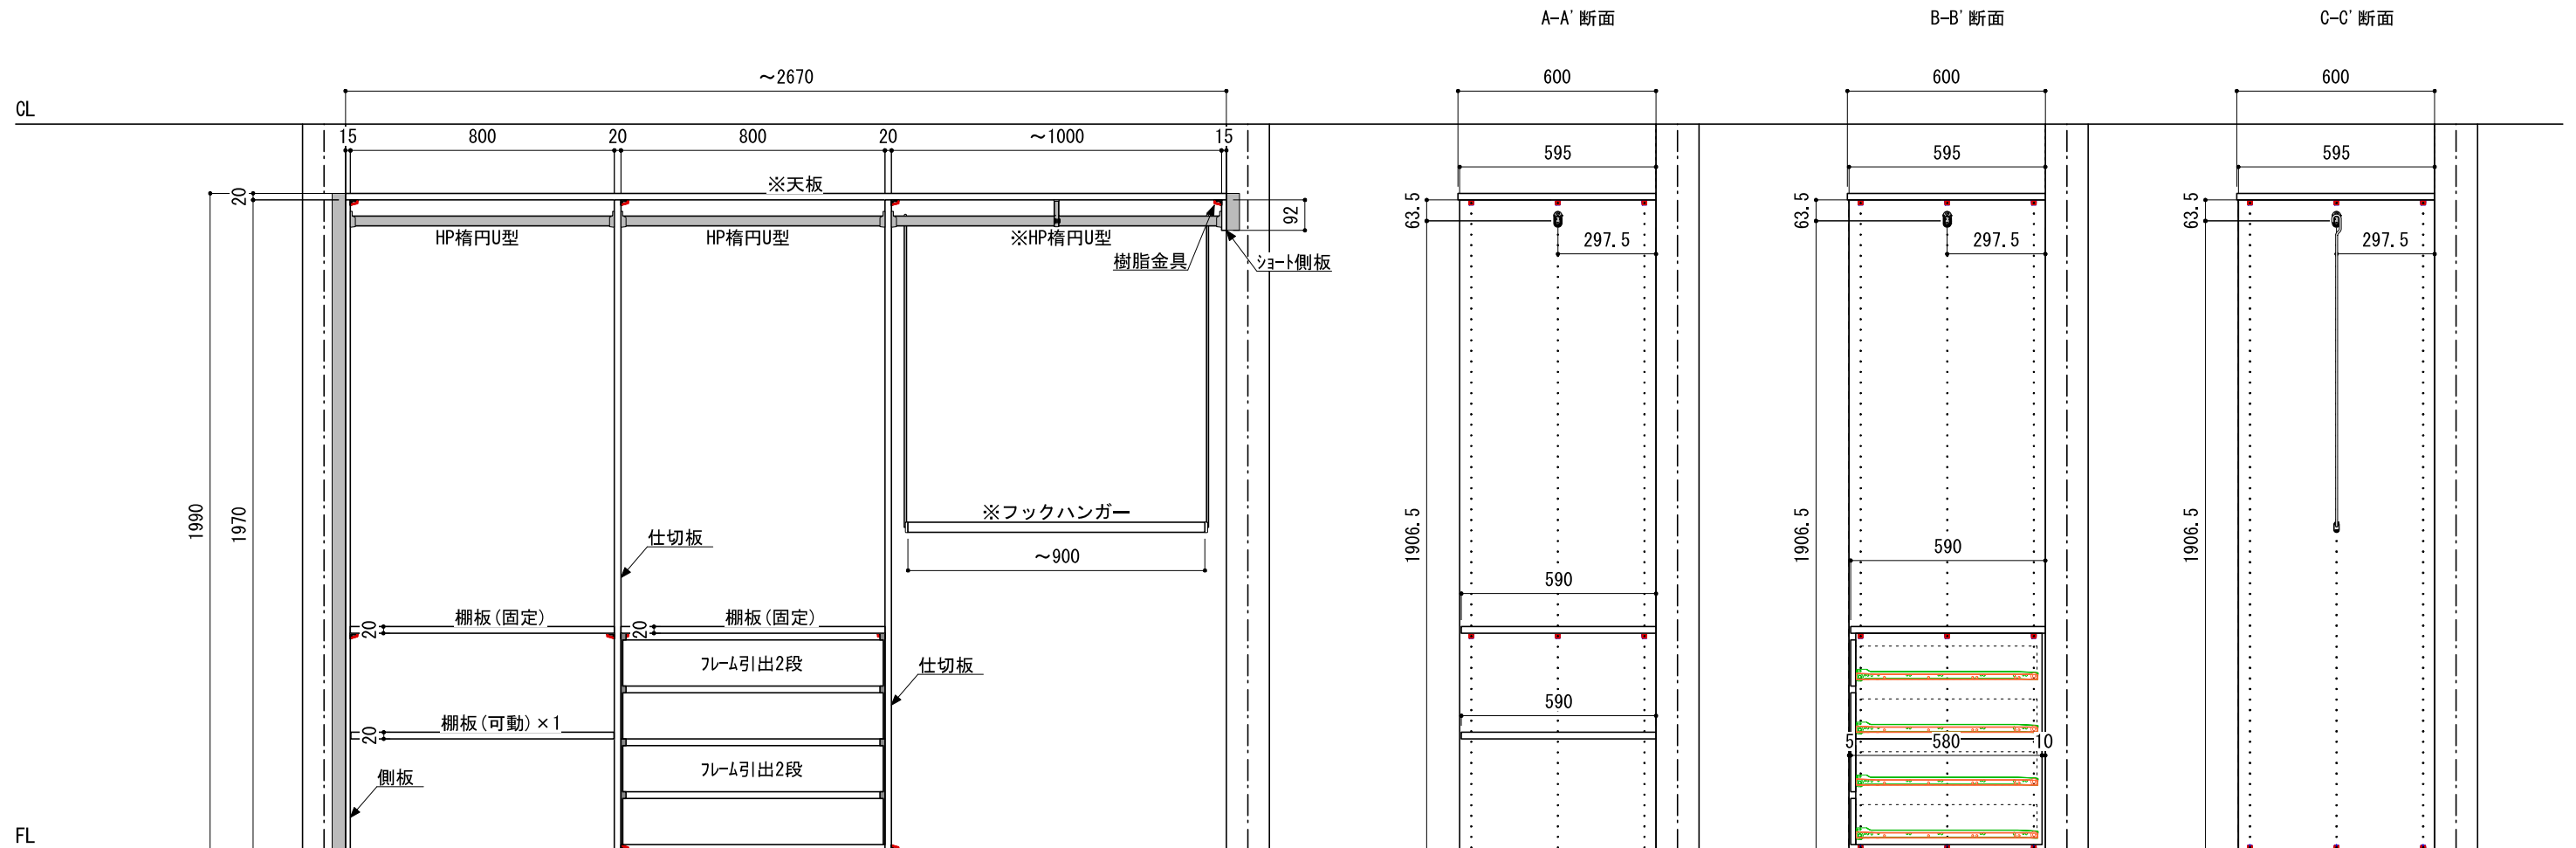 A-A' 断面
B-B' 断面
C-C' 断面
～2670
600
600
600
CL
15
800
20
800
20
～1000
15
595
595
595
※天板
20
63.5
63.5
63.5
92
HP楕円U型
HP楕円U型
※HP楕円U型
297.5
297.5
297.5
樹脂金具
ｼｮｰﾄ側板
1990
1970
※フックハンガー
～900
仕切板
1906.5
1906.5
1906.5
590
590
棚板(固定)
20
棚板(固定)
20
ﾌﾚｰﾑ引出2段
仕切板
590
棚板(可動)×1
20
5
580
10
ﾌﾚｰﾑ引出2段
側板
FL